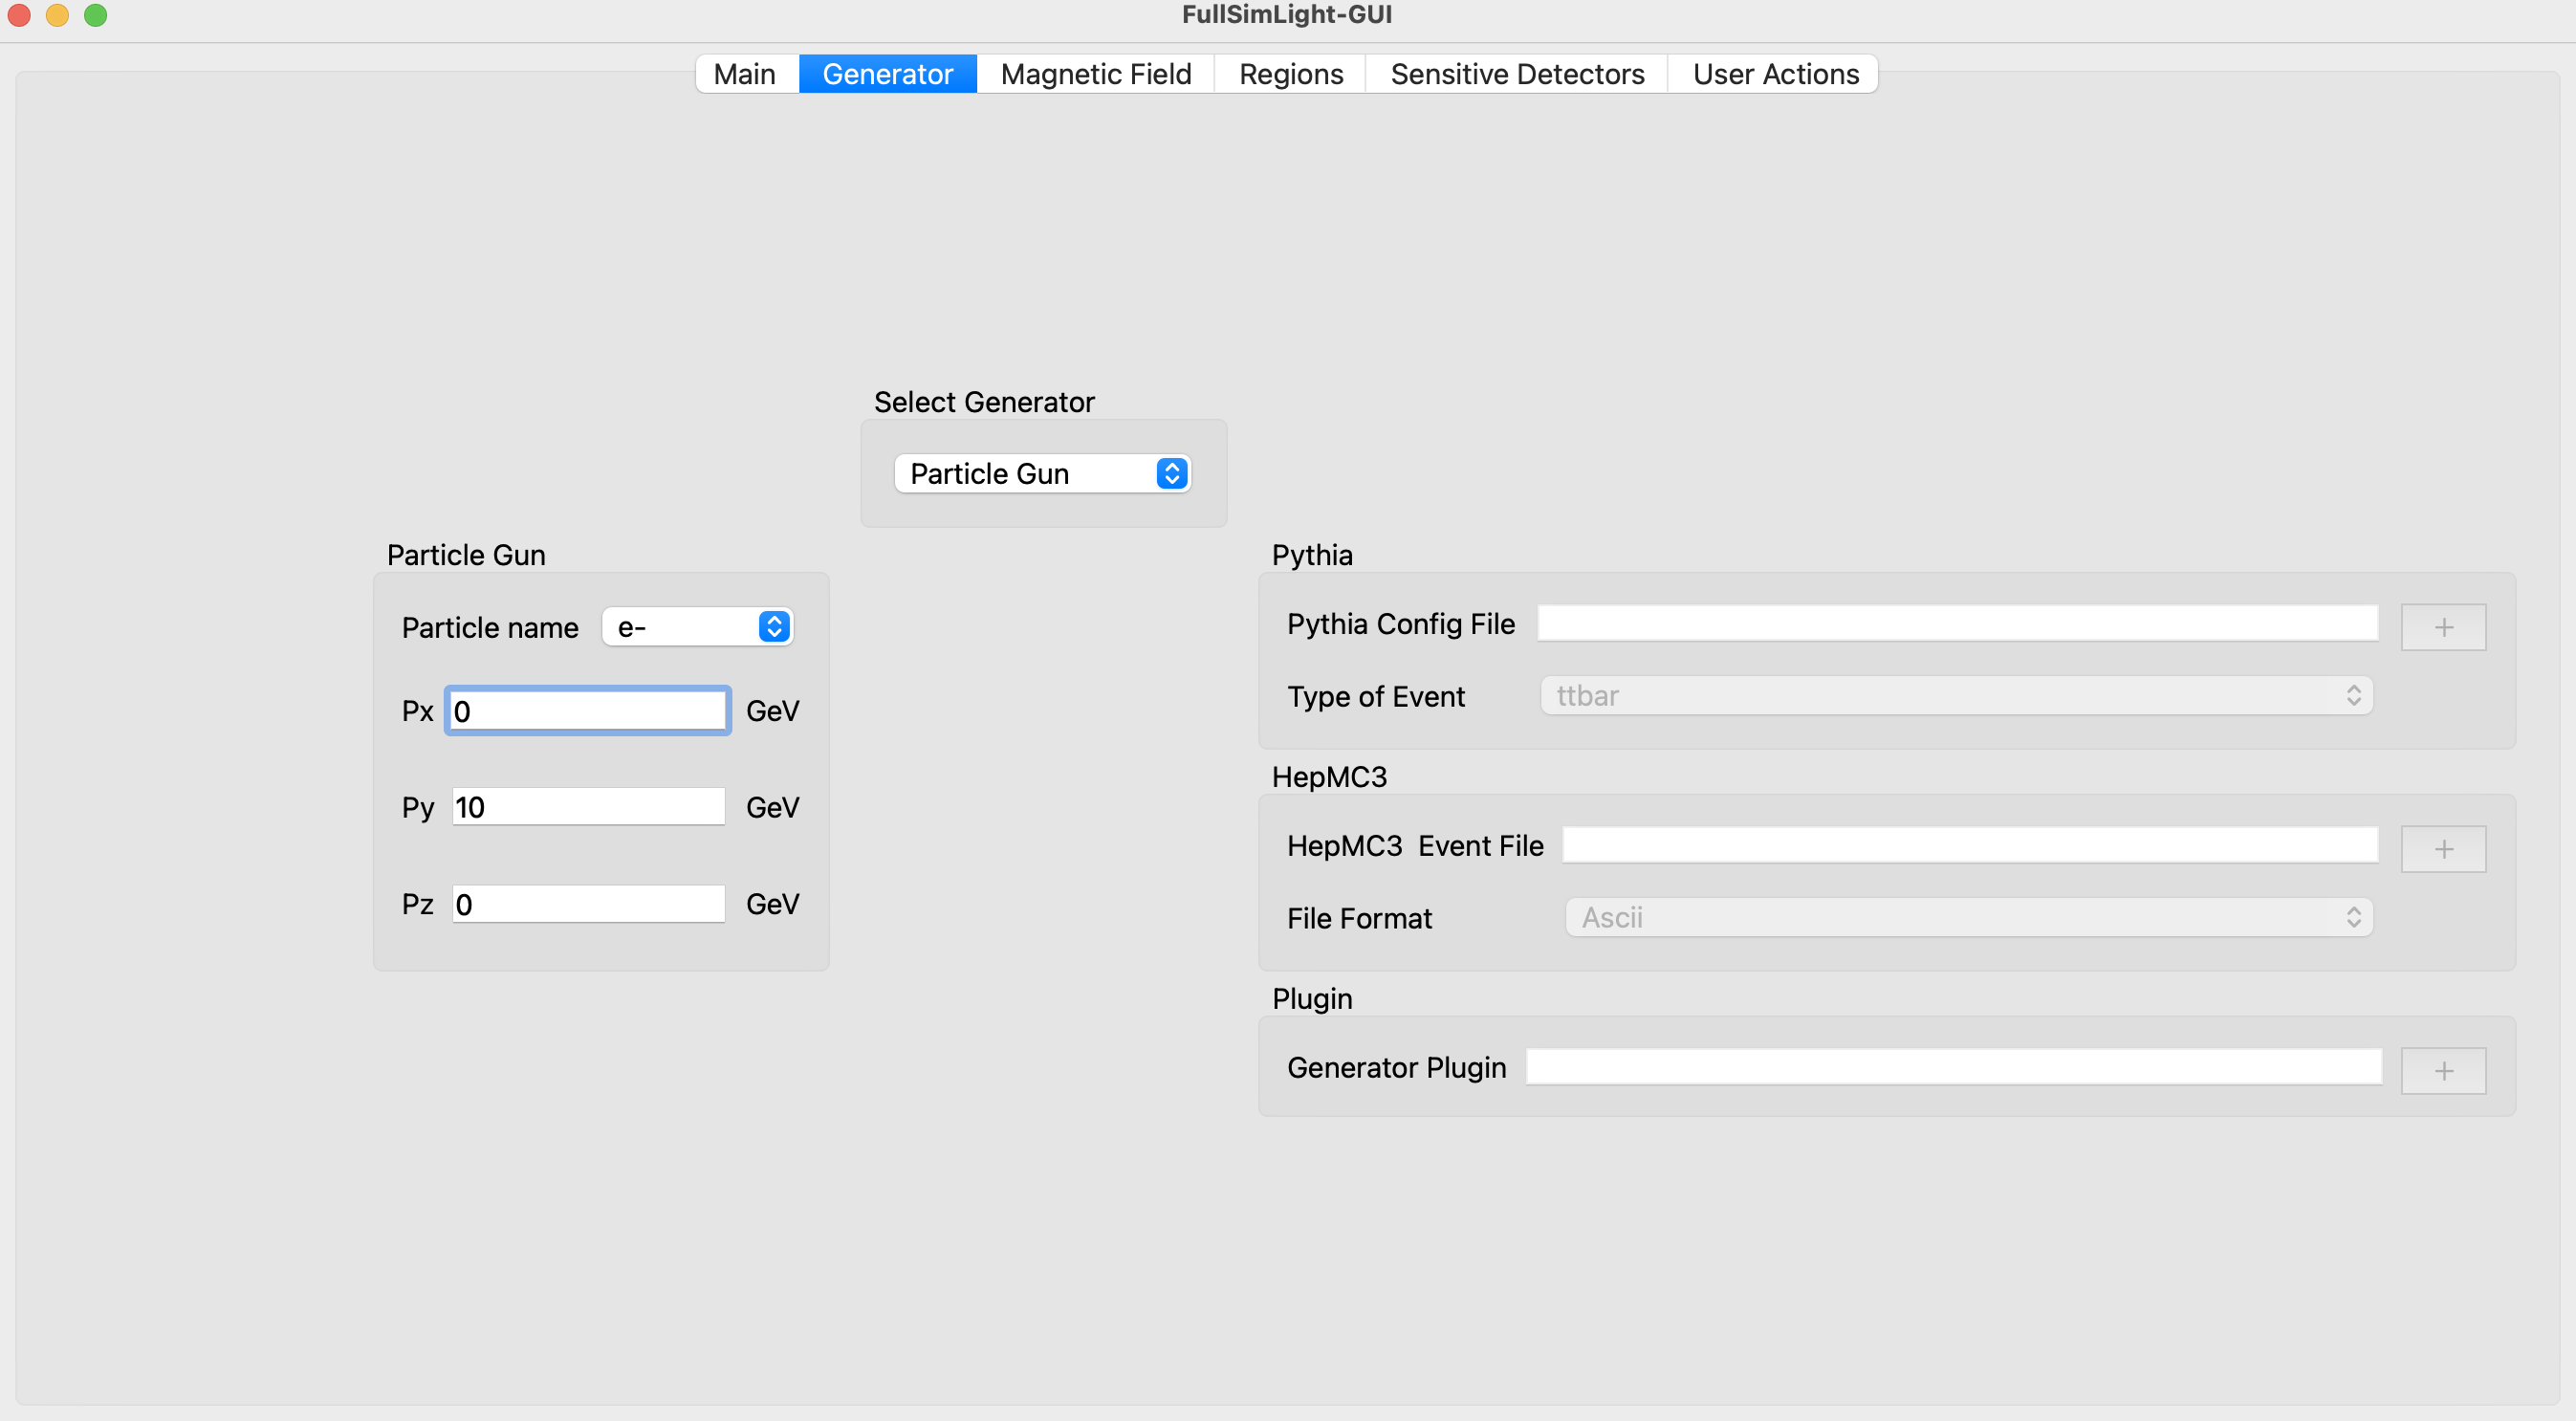 FullSimLight-GUI
Main Generator Magnetic Field Regions Sensitive Detectors User Actions
Select Generator
Particle Gun
Particle Gun
Particle name e-
Px 0 GeV
Py 10 GeV
Pz 0 GeV
Pythia
Pythia Config File +
Type of Event ttbar
HepMC3
HepMC3 Event File +
File Format Ascii
Plugin
Generator Plugin +